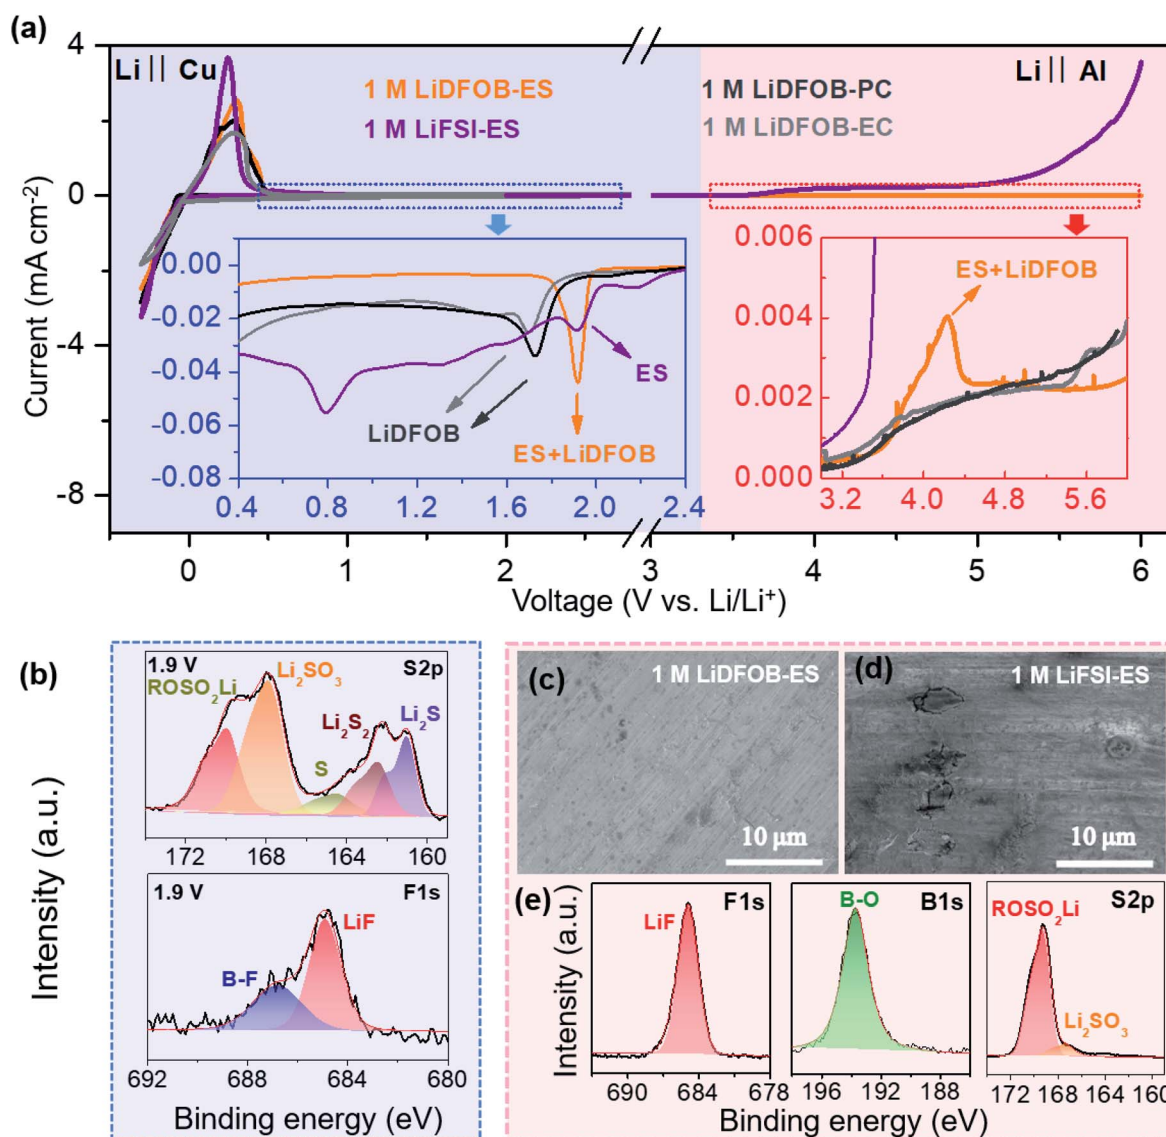 (a)
4
0
-4
-8
Current (mA cm⁻²)
Li || Cu
1 M LiDFOB-ES
1 M LiFSI-ES
1 M LiDFOB-PC
1 M LiDFOB-EC
Li || Al
0.00
-0.02
-0.04
-0.06
-0.08
0.4 0.8 1.2 1.6 2.0 2.4
ES
LiDFOB
ES+LiDFOB
0.006
0.004
0.002
0.000
3.2 4.0 4.8 5.6
ES+LiDFOB
0 1 2 3 4 5 6
Voltage (V vs. Li/Li⁺)
(b)
Intensity (a.u.)
1.9 V
S2p
ROSO₂Li
Li₂SO₃
S
Li₂S₂
Li₂S
172 168 164 160
1.9 V
F1s
B-F
LiF
692 688 684 680
Binding energy (eV)
(c)
1 M LiDFOB-ES
10 μm
(d)
1 M LiFSI-ES
10 μm
(e)
Intensity (a.u.)
F1s
LiF
690 684 678
B-O
B1s
196 192 188
S2p
ROSO₂Li
Li₂SO₃
172 168 164 160
Binding energy (eV)